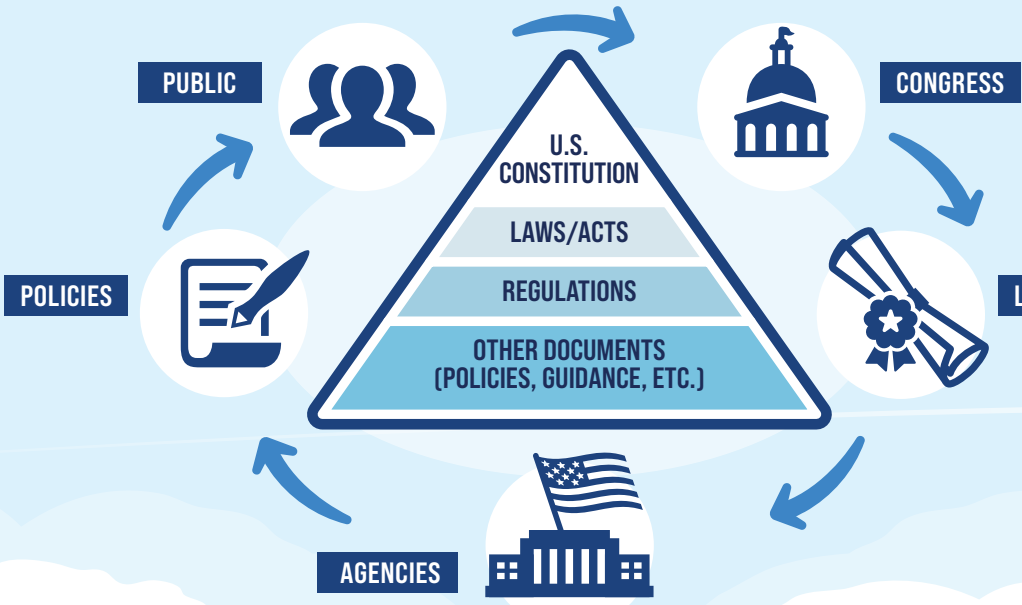 PUBLIC
CONGRESS
U.S.
CONSTITUTION
LAWS/ACTS
REGULATIONS
POLICIES
OTHER DOCUMENTS
(POLICIES, GUIDANCE, ETC.)
AGENCIES